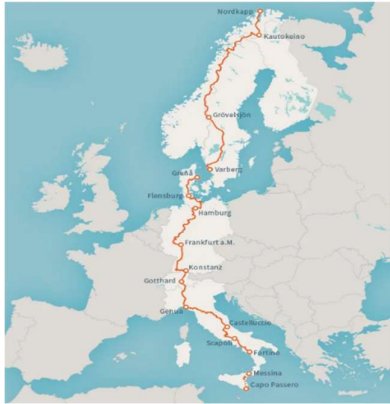 Nordkapp
Kautokeino
Grövelsjön
Varberg
Grenå
Flensburg
Hamburg
Frankfurt a.M.
Konstanz
Gotthard
Genua
Castelluccio
Scapoli
Fortino
Messina
Capo Passero